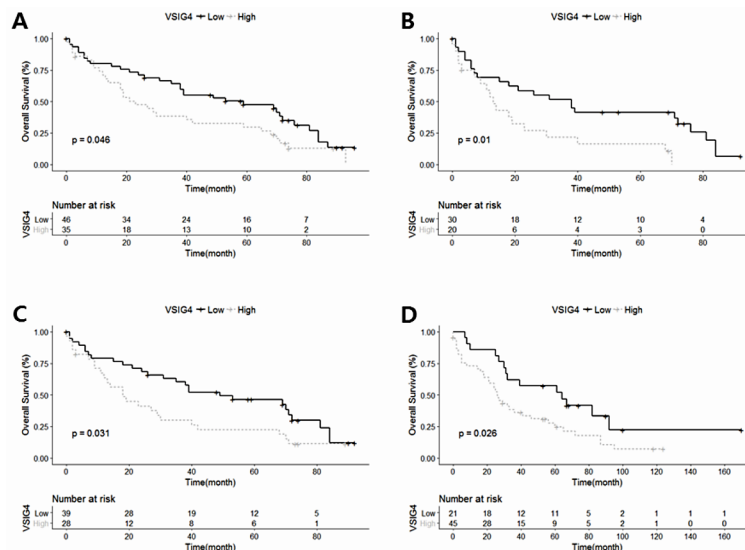 A
VSIG4 Low High
Overall Survival (%)
1.00
0.75
0.50
0.25
0.00
p = 0.046
0 20 40 60 80
Time(month)
Number at risk
VSIG4
Low 46 34 24 16 7
High 35 18 13 10 2
0 20 40 60 80
Time(month)
B
VSIG4 Low High
Overall Survival (%)
1.00
0.75
0.50
0.25
0.00
p = 0.01
0 20 40 60 80
Time(month)
Number at risk
VSIG4
Low 30 18 12 10 4
High 20 6 4 3 0
0 20 40 60 80
Time(month)
C
VSIG4 Low High
Overall Survival (%)
1.00
0.75
0.50
0.25
0.00
p = 0.031
0 20 40 60 80
Time(month)
Number at risk
VSIG4
Low 39 28 19 12 5
High 28 12 8 6 1
0 20 40 60 80
Time(month)
D
VSIG4 Low High
Overall Survival (%)
1.00
0.75
0.50
0.25
0.00
p = 0.026
0 20 40 60 80 100 120 140 160
Time(month)
Number at risk
VSIG4
Low 21 18 12 11 5 2 1 1 1
High 45 28 15 9 5 2 1 0 0
0 20 40 60 80 100 120 140 160
Time(month)